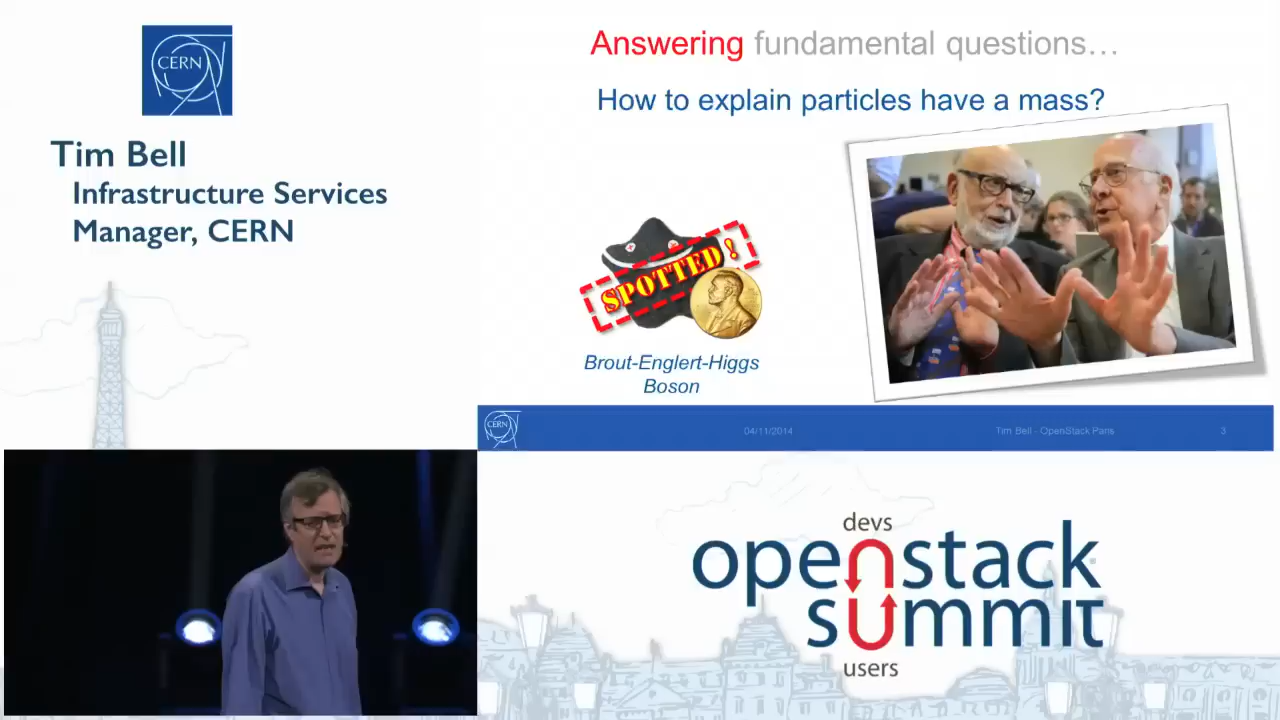 CERN
Tim Bell
Infrastructure Services
Manager, CERN
Answering fundamental questions…
How to explain particles have a mass?
SPOTTED !
Brout-Englert-Higgs
Boson
CERN
04/11/2014
Tim Bell - OpenStack Paris
3
devs
openstack
summit
users